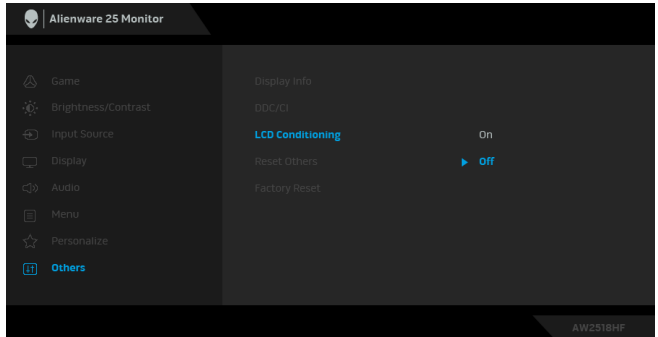 Alienware 25 Monitor
Game
Display Info
Brightness/Contrast
DDC/CI
Input Source
LCD Conditioning
On
Display
Reset Others
Off
Audio
Factory Reset
Menu
Personalize
Others
AW2518HF